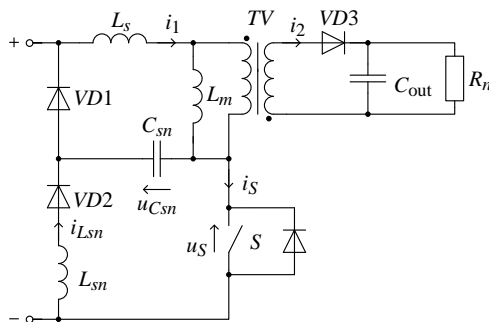 L_s i_1 TV i_2 VD3
+
L_m C_out R_n
VD1
C_sn
u_Csn i_S
VD2
i_Lsn u_S S
L_sn
−